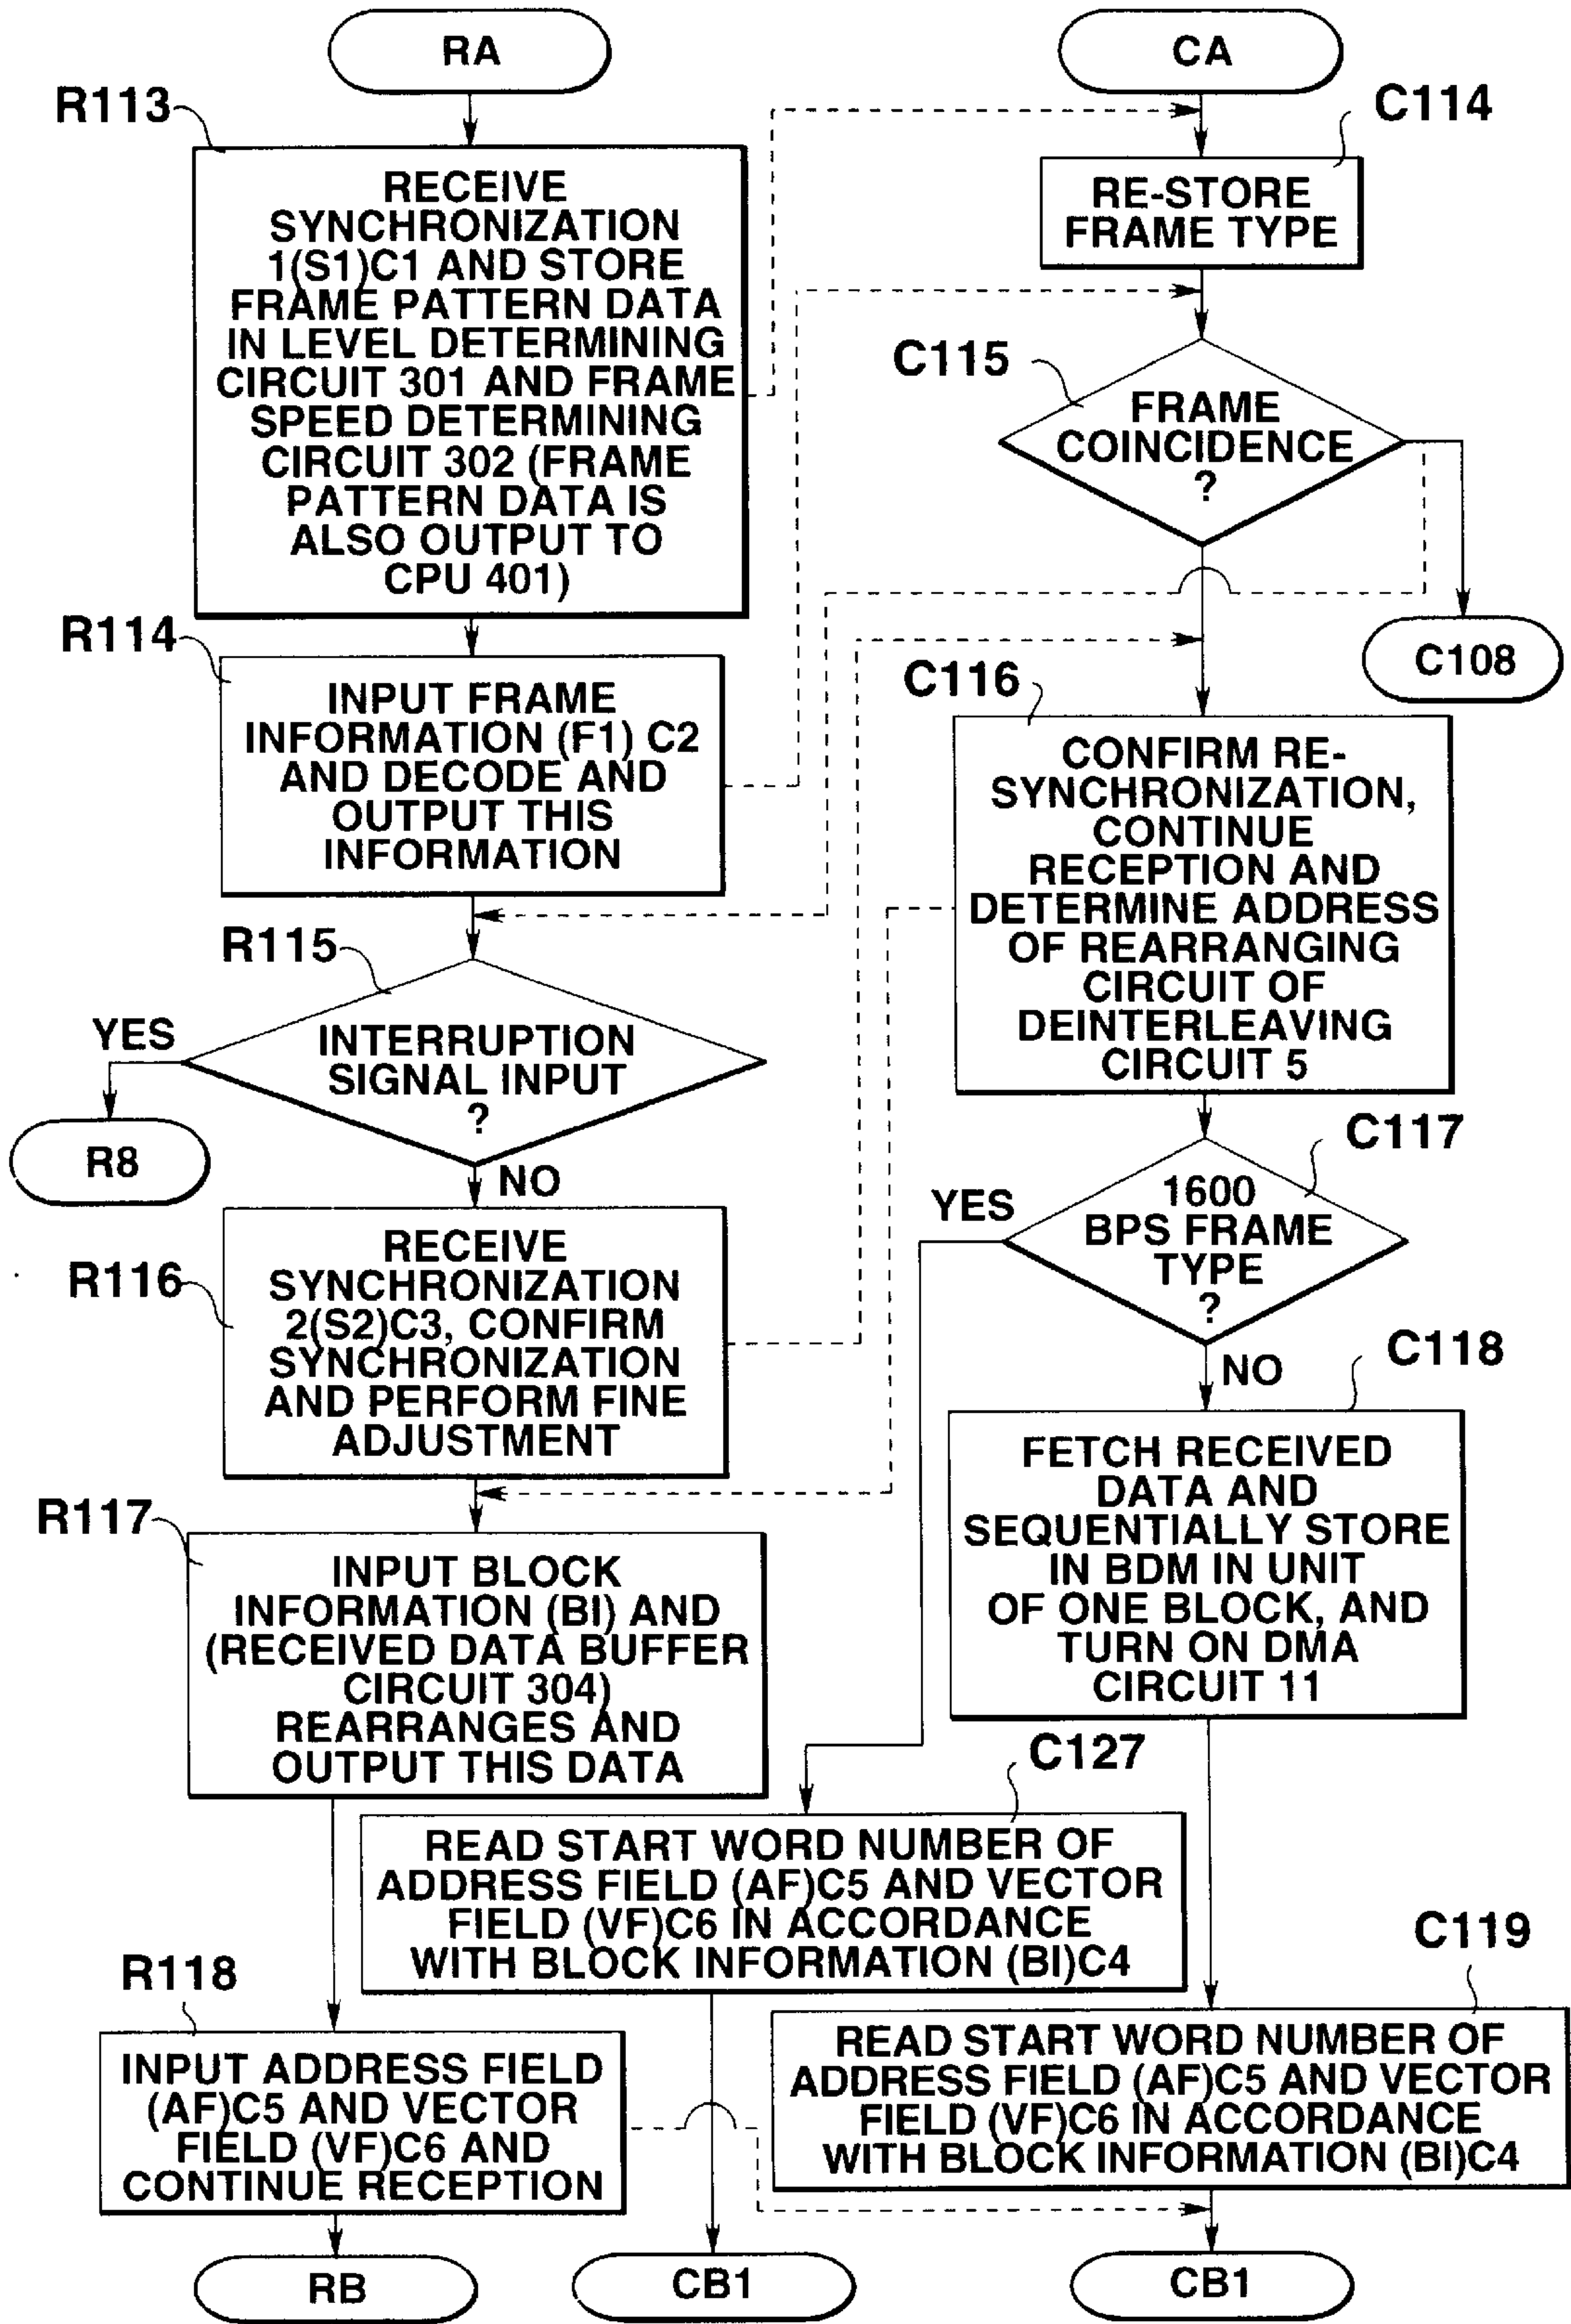 RA
R113
RECEIVE
SYNCHRONIZATION
1(S1)C1 AND STORE
FRAME PATTERN DATA
IN LEVEL DETERMINING
CIRCUIT 301 AND FRAME
SPEED DETERMINING
CIRCUIT 302 (FRAME
PATTERN DATA IS
ALSO OUTPUT TO
CPU 401)
R114
INPUT FRAME
INFORMATION (F1) C2
AND DECODE AND
OUTPUT THIS
INFORMATION
R115
INTERRUPTION
SIGNAL INPUT
?
YES
R8
NO
R116
RECEIVE
SYNCHRONIZATION
2(S2)C3, CONFIRM
SYNCHRONIZATION
AND PERFORM FINE
ADJUSTMENT
R117
INPUT BLOCK
INFORMATION (BI) AND
(RECEIVED DATA BUFFER
CIRCUIT 304)
REARRANGES AND
OUTPUT THIS DATA
R118
INPUT ADDRESS FIELD
(AF)C5 AND VECTOR
FIELD (VF)C6 AND
CONTINUE RECEPTION
RB
CA
C114
RE-STORE
FRAME TYPE
C115
FRAME
COINCIDENCE
?
C108
C116
CONFIRM RE-
SYNCHRONIZATION,
CONTINUE
RECEPTION AND
DETERMINE ADDRESS
OF REARRANGING
CIRCUIT OF
DEINTERLEAVING
CIRCUIT 5
C117
1600
BPS FRAME
TYPE
?
YES
NO
C118
FETCH RECEIVED
DATA AND
SEQUENTIALLY STORE
IN BDM IN UNIT
OF ONE BLOCK, AND
TURN ON DMA
CIRCUIT 11
C127
READ START WORD NUMBER OF
ADDRESS FIELD (AF)C5 AND VECTOR
FIELD (VF)C6 IN ACCORDANCE
WITH BLOCK INFORMATION (BI)C4
CB1
C119
READ START WORD NUMBER OF
ADDRESS FIELD (AF)C5 AND VECTOR
FIELD (VF)C6 IN ACCORDANCE
WITH BLOCK INFORMATION (BI)C4
CB1